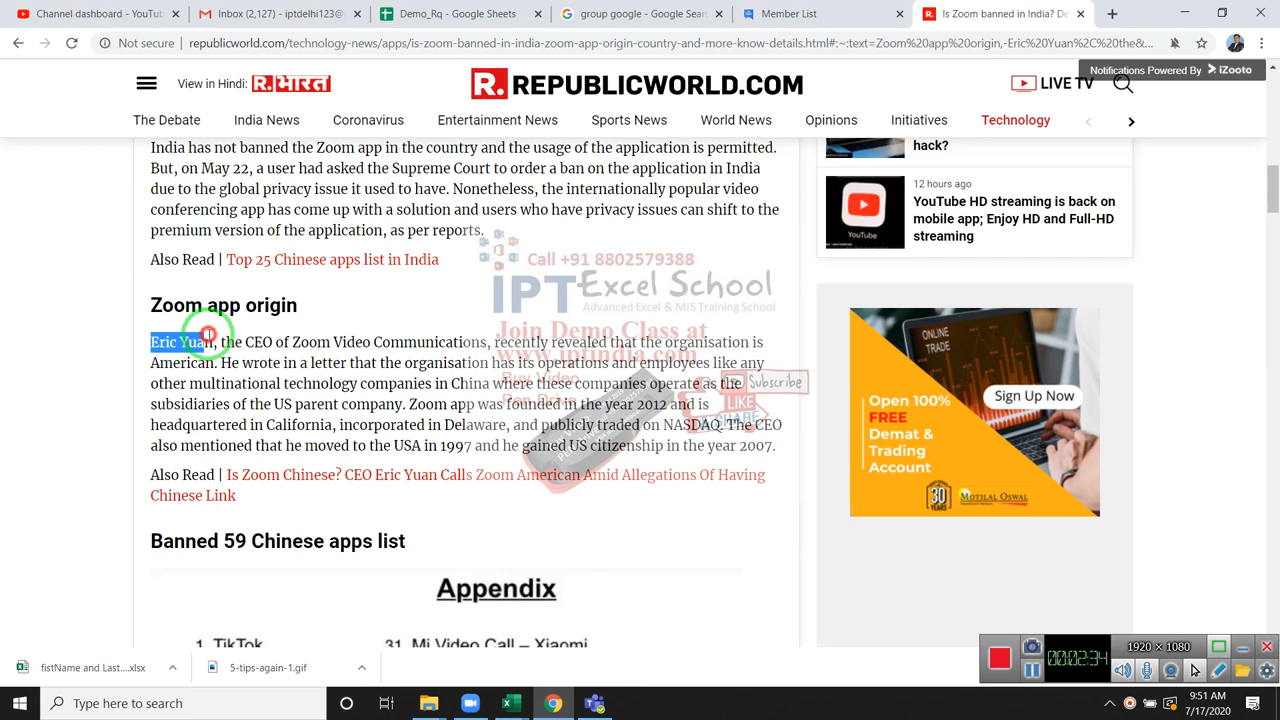 Channel dashboard - YouT
Inbox (2,127) - iptdelhi123@
Demo_Rq - Google Sheets
group google - Google Sear
Member List
Is Zoom banned in India? De
Not secure | republicworld.com/technology-news/apps/is-zoom-banned-in-india-zoom-app-origin-country-and-more-know-details.html#:~:text=Zoom%20app%20origin,-Eric%20Yuan%2C%20the&...
Notifications Powered By iZooto
View in Hindi: R. भारत
R. REPUBLICWORLD.COM
LIVE TV
The Debate India News Coronavirus Entertainment News Sports News World News Opinions Initiatives Technology
India has not banned the Zoom app in the country and the usage of the application is permitted.
But, on May 22, a user had asked the Supreme Court to order a ban on the application in India
due to the global privacy issue it used to have. Nonetheless, the internationally popular video
conferencing app has come up with a solution and users who have privacy issues can shift to the
premium version of the application, as per reports.
Also Read | Top 25 Chinese apps list in India
Zoom app origin
Eric Yuan, the CEO of Zoom Video Communications, recently revealed that the organisation is
American. He wrote in a letter that the organisation has its operations and employees like any
other multinational technology companies in China where these companies operate as the
subsidiaries of the US parent company. Zoom app was founded in the year 2012 and is
headquartered in California, incorporated in Delaware, and publicly traded on NASDAQ. The CEO
also mentioned that he moved to the USA in 1997 and he gained US citizenship in the year 2007.
Also Read | Is Zoom Chinese? CEO Eric Yuan Calls Zoom American Amid Allegations Of Having
Chinese Link
Banned 59 Chinese apps list
Appendix
1. TikTok
31. Mi Video Call – Xiaomi
Call +91 8802579388
IPT Excel School
Advanced Excel & MIS Training School
Join Demo Class at
www.iptindia.com
Buy Video
Pen Drive
Subscribe
LIKE
SHARE
hack?
12 hours ago
YouTube HD streaming is back on
mobile app; Enjoy HD and Full-HD
streaming
YouTube
ONLINE
TRADE
Sign Up Now
Open 100%
FREE
Demat &
Trading
Account
30
YEARS
MOTILAL OSWAL
1920 × 1080
00:02:34
fistName and Last....xlsx
5-tips-again-1.gif
Type here to search
9:51 AM
7/17/2020